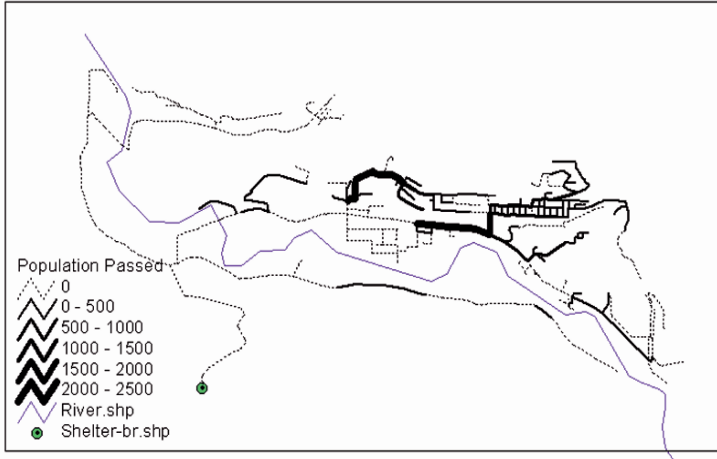 Population Passed
0
0 - 500
500 - 1000
1000 - 1500
1500 - 2000
2000 - 2500
River.shp
Shelter-br.shp